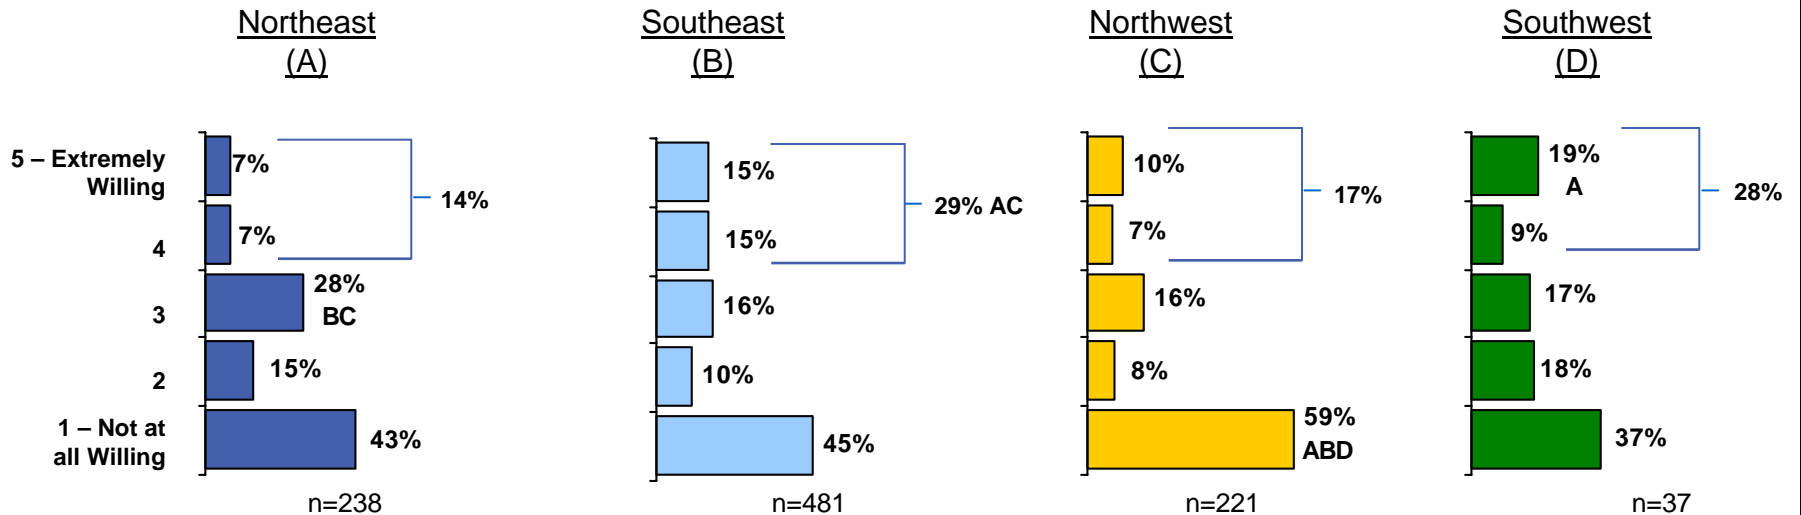 Northeast
(A)
Southeast
(B)
Northwest
(C)
Southwest
(D)
5 – Extremely
Willing
4
3
2
1 – Not at
all Willing
7%
7%
28%
BC
15%
43%
14%
n=238
15%
15%
16%
10%
45%
29% AC
n=481
10%
7%
16%
8%
59%
ABD
17%
n=221
19%
A
9%
17%
18%
37%
28%
n=37